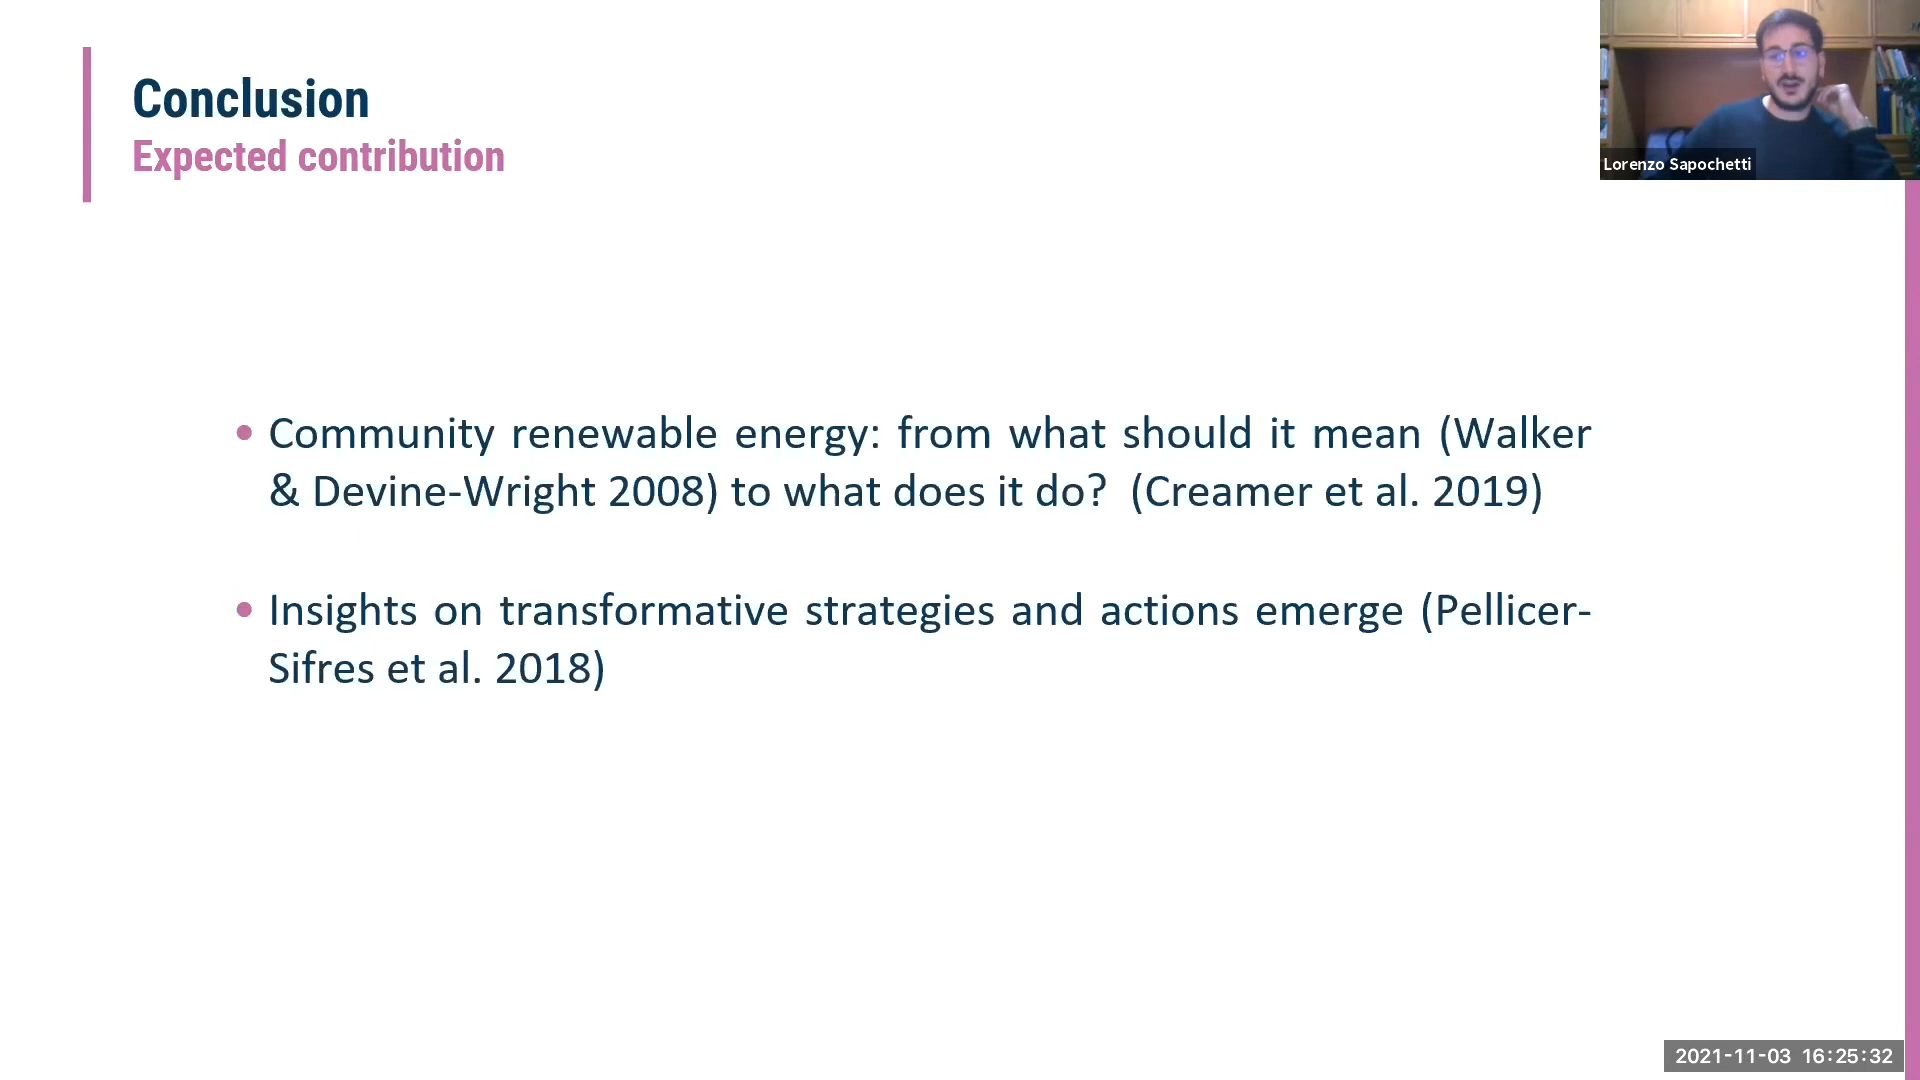 Conclusion
Expected contribution
Lorenzo Sapochetti
• Community renewable energy: from what should it mean (Walker
& Devine-Wright 2008) to what does it do?  (Creamer et al. 2019)
• Insights on transformative strategies and actions emerge (Pellicer-
Sifres et al. 2018)
2021-11-03 16:25:32